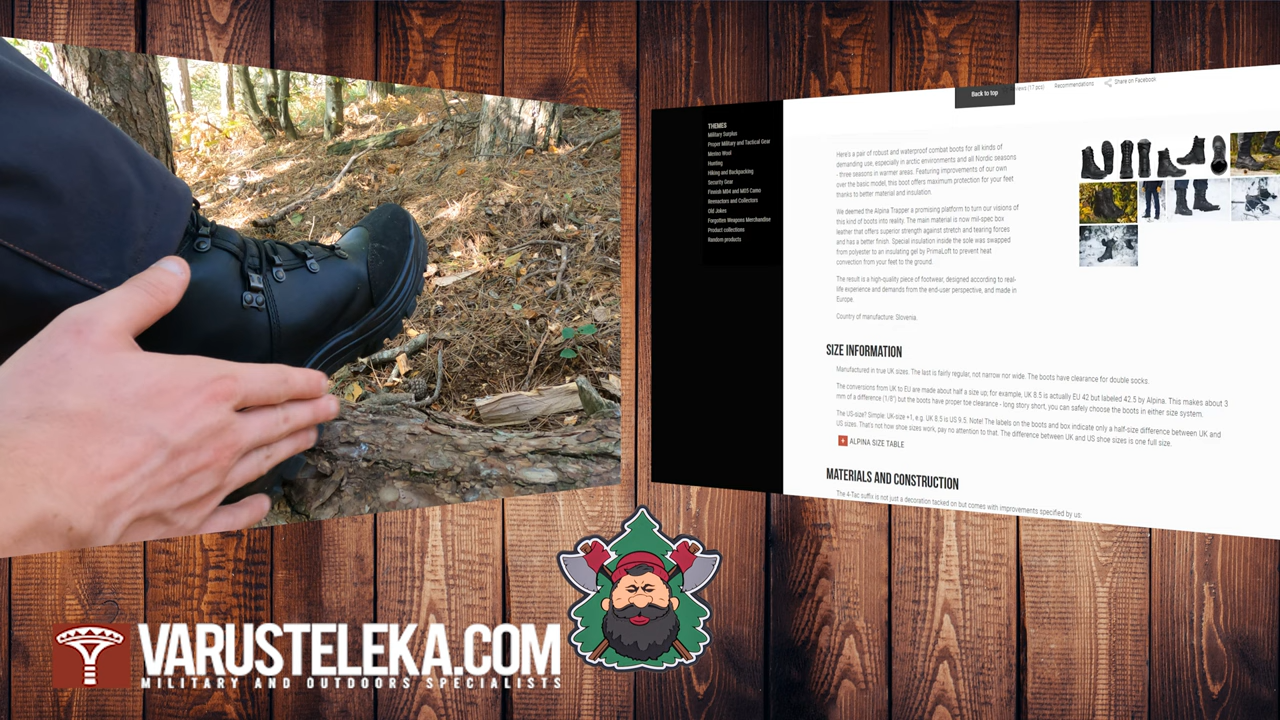 Back to top
Reviews (17 pc)
Recommendations
Share on Facebook
THEMES
Military Surplus
Proper Military and Tactical Gear
Merino Wool
Hunting
Hiking and Backpacking
Security Gear
Finnish M04 and M05 Camo
Reenactors and Collectors
Old Jokes
Forgotten Weapons Merchandise
Product collections
Random products
Here's a pair of robust and waterproof combat boots for all kinds of
demanding use, especially in arctic environments and all Nordic seasons
- three seasons in warmer areas. Featuring improvements of our own
over the basic model, this boot offers maximum protection for your feet
thanks to better material and insulation.
We deemed the Alpina Trapper a promising platform to turn our visions of
this kind of boots into reality. The main material is now mil-spec box
leather that offers superior strength against stretch and tearing forces
and has a better finish. Special insulation inside the sole was swapped
from polyester to an insulating gel by PrimaLoft to prevent heat
convection from your feet to the ground.
The result is a high-quality piece of footwear, designed according to real-
life experience and demands from the end-user perspective, and made in
Europe.
Country of manufacture: Slovenia.
SIZE INFORMATION
Manufactured in true UK sizes. The last is fairly regular, not narrow nor wide. The boots have clearance for double socks.
The conversions from UK to EU are made about half a size up; for example, UK 8.5 is actually EU 42 but labeled 42.5 by Alpina. This makes about 3
mm of a difference (1/8") but the boots have proper toe clearance - long story short, you can safely choose the boots in either size system.
The US-size? Simple: UK-size +1, e.g. UK 8.5 is US 9.5. Note! The labels on the boots and box indicate only a half-size difference between UK and
US sizes. That's not how shoe sizes work, pay no attention to that. The difference between UK and US shoe sizes is one full size.
+ ALPINA SIZE TABLE
MATERIALS AND CONSTRUCTION
The 4-Tac suffix is not just a decoration tacked on but comes with improvements specified by us:
VARUSTELEKA.COM
MILITARY AND OUTDOORS SPECIALISTS